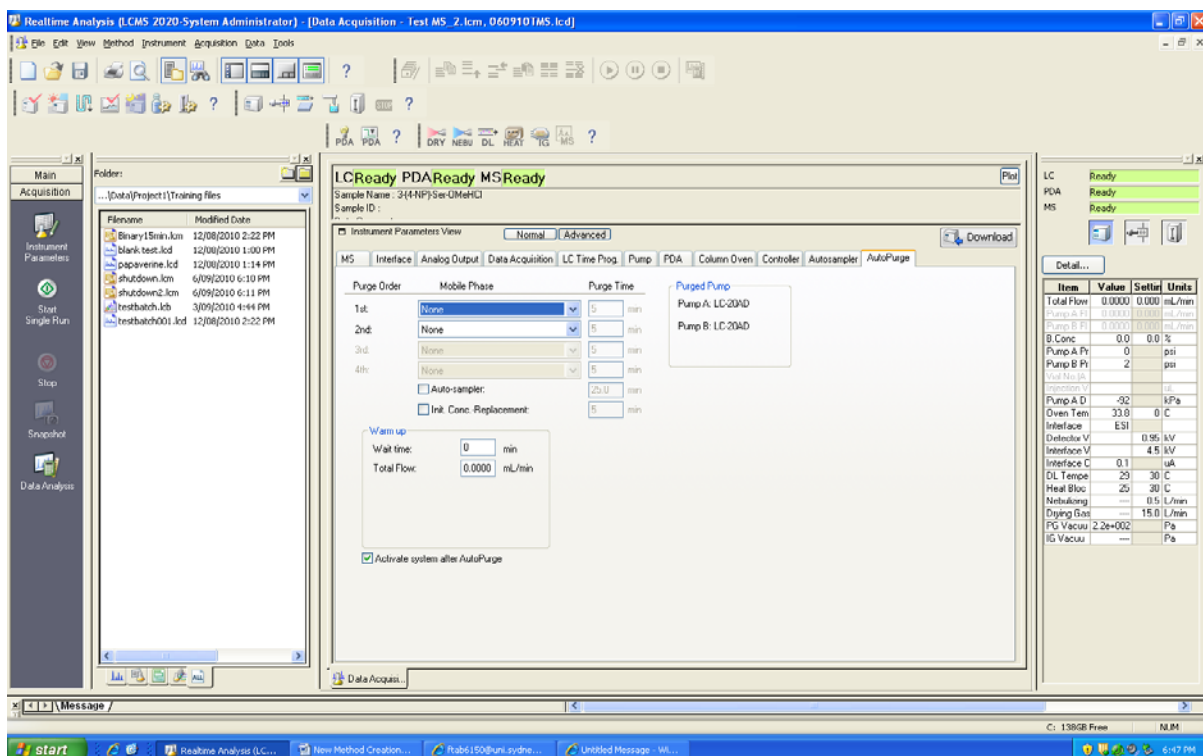 Realtime Analysis (LCMS 2020-System Administrator) - [Data Acquisition - Test MS_2.lcm, 060910TMS.lcd]
File Edit View Method Instrument Acquisition Data Tools
PDA PDA ? DRY NEBU DL HEAT IG MS ?
Main
Acquisition
Instrument
Parameters
Start
Single Run
Stop
Snapshot
Data Analysis
Folder:
...\Data\Project1\Training files
Filename Modified Date
Binary15min.lcm 12/08/2010 2:22 PM
blank test.lcd 12/08/2010 1:00 PM
papaverine.lcd 12/08/2010 1:14 PM
shutdown.lcm 6/09/2010 6:10 PM
shutdown2.lcm 6/09/2010 6:11 PM
testbatch.lcb 3/09/2010 4:44 PM
testbatch001.lcd 12/08/2010 2:22 PM
ALL
LC Ready PDA Ready MS Ready Plot
Sample Name : 3-(4-NP)-Ser-OMeHCl
Sample ID :
Instrument Parameters View Normal Advanced Download
MS Interface Analog Output Data Acquisition LC Time Prog. Pump PDA Column Oven Controller Autosampler AutoPurge
Purge Order Mobile Phase Purge Time Purged Pump
1st: None 5 min Pump A: LC-20AD
2nd: None 5 min Pump B: LC-20AD
3rd: None 5 min
4th: None 5 min
Auto-sampler: 25.0 min
Init. Conc.-Replacement: 5 min
Warm up
Wait time: 0 min
Total Flow: 0.0000 mL/min
Activate system after AutoPurge
Data Acquisi...
LC Ready
PDA Ready
MS Ready
Detail...
Item Value Settin Units
Total Flow 0.0000 0.000 mL/min
Pump A Fl 0.0000 0.000 mL/min
Pump B Fl 0.0000 0.000 mL/min
B.Conc 0.0 0.0 %
Pump A Pr 0 psi
Pump B Pr 2 psi
Vial No.(A
Injection V uL
Pump A D -92 kPa
Oven Tem 33.8 0 C
Interface ESI
Detector V 0.95 kV
Interface V 4.5 kV
Interface C 0.1 uA
DL Tempe 29 30 C
Heat Bloc 25 30 C
Nebulizing --- 0.5 L/min
Drying Gas --- 15.0 L/min
PG Vacuu 2.2e+002 Pa
IG Vacuu --- Pa
Message
C: 138GB Free NUM
start Realtime Analysis (LC... New Method Creation... ftab6150@uni.sydne... Untitled Message - Wi... 6:47 PM